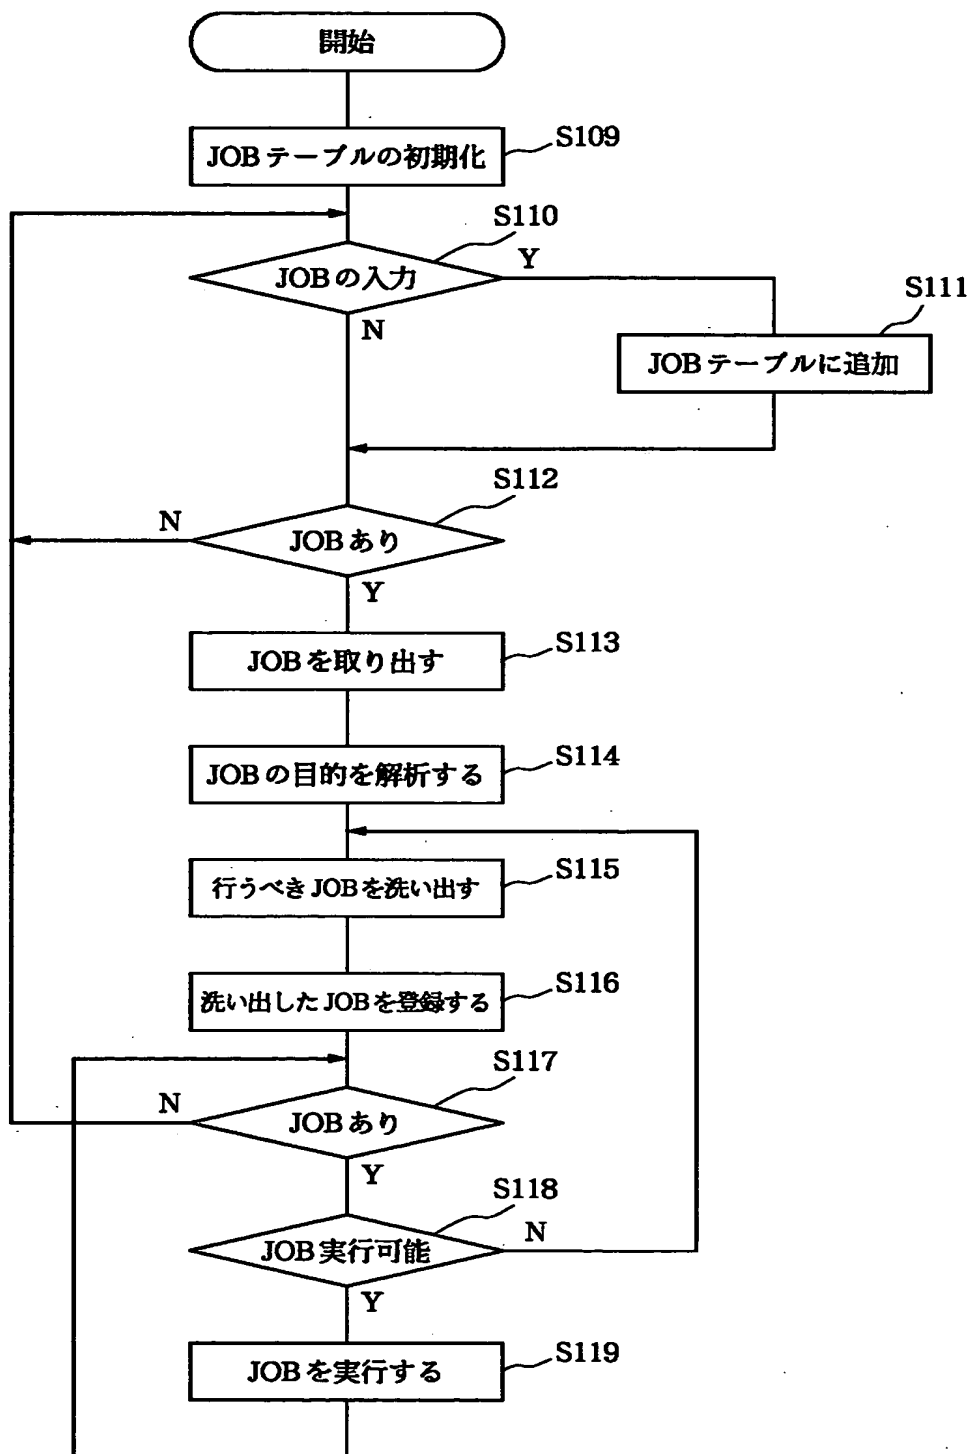 開始
JOBテーブルの初期化
S109
JOBの入力
S110
Y
N
JOBテーブルに追加
S111
JOBあり
S112
N
Y
JOBを取り出す
S113
JOBの目的を解析する
S114
行うべきJOBを洗い出す
S115
洗い出したJOBを登録する
S116
JOBあり
S117
N
Y
JOB実行可能
S118
N
Y
JOBを実行する
S119